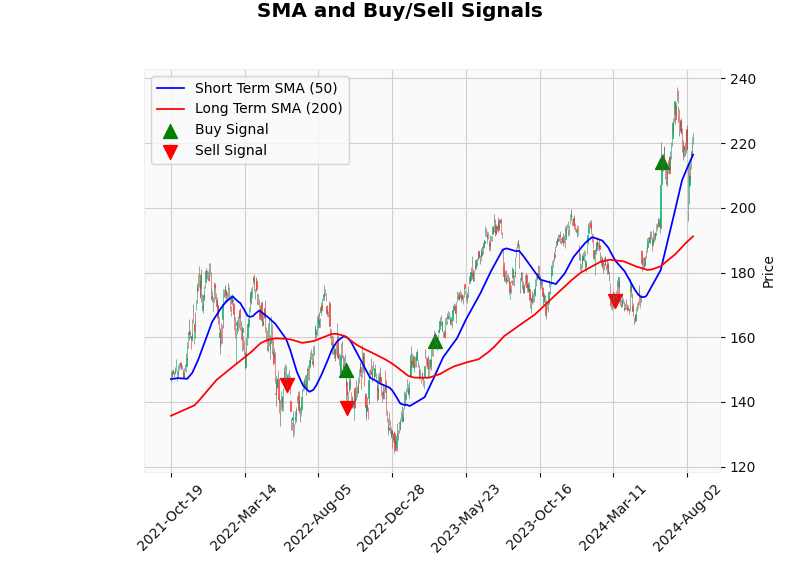 SMA and Buy/Sell Signals
Short Term SMA (50)
Long Term SMA (200)
Buy Signal
Sell Signal
240
220
200
180
160
140
120
Price
2021-Oct-19
2022-Mar-14
2022-Aug-05
2022-Dec-28
2023-May-23
2023-Oct-16
2024-Mar-11
2024-Aug-02